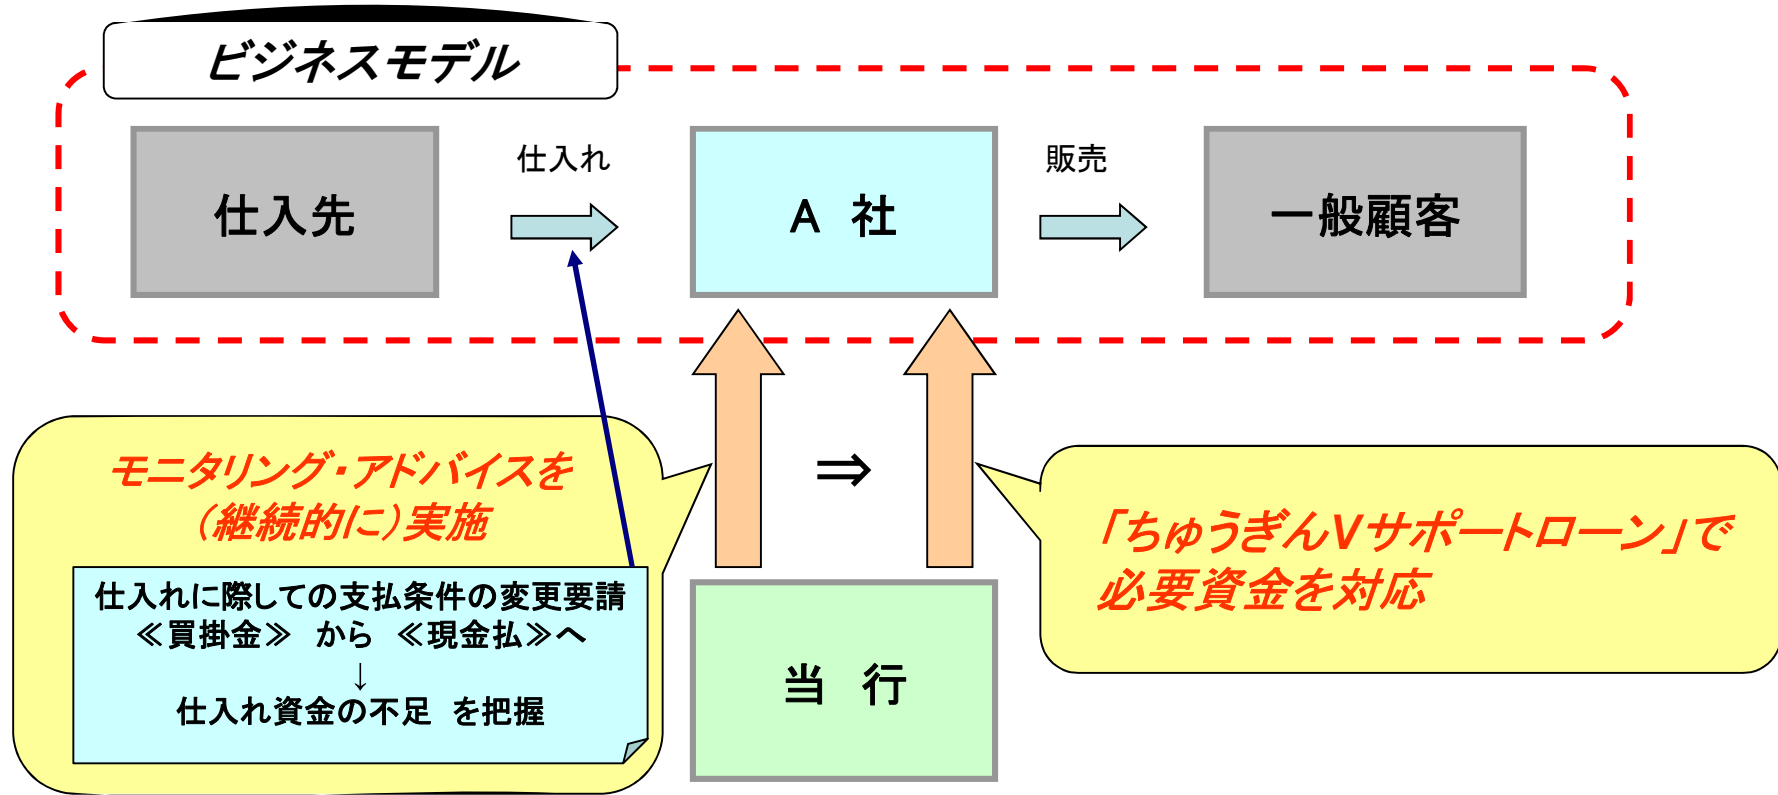 ビジネスモデル
仕入れ
販売
仕入先
A 社
一般顧客
モニタリング・アドバイスを
（継続的に）実施
⇒
仕入れに際しての支払条件の変更要請
≪買掛金≫ から ≪現金払≫へ
↓
仕入れ資金の不足 を把握
「ちゅうぎんVサポートローン」で
必要資金を対応
当 行